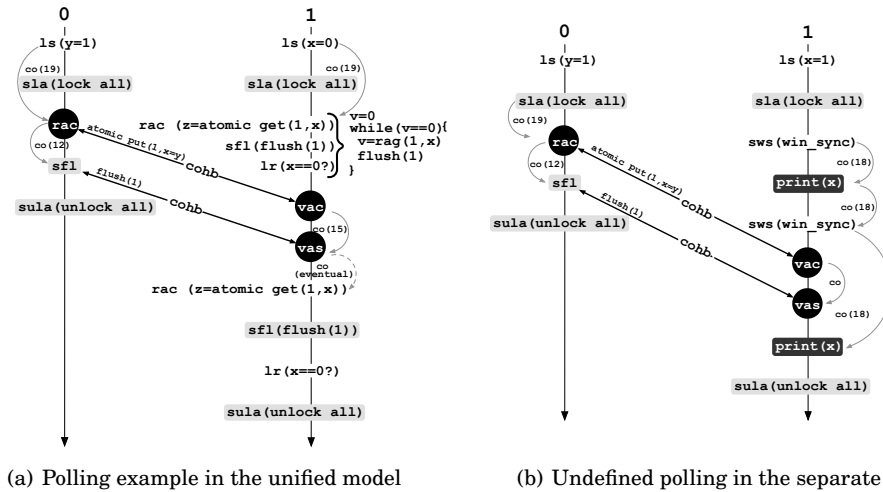 0
1
ls(y=1)
ls(x=0)
co(19)
co(19)
sla(lock all)
sla(lock all)
rac
rac (z=atomic get(1,x))
v=0
while(v==0){
v=rag(1,x)
flush(1)
}
atomic put(1,x=y)
cohb
co(12)
sfl(flush(1))
sfl
lr(x==0?)
flush(1)
cohb
sula(unlock all)
vac
co(15)
vas
co
(eventual)
rac (z=atomic get(1,x))
sfl(flush(1))
lr(x==0?)
sula(unlock all)
(a) Polling example in the unified model
0
1
ls(y=1)
ls(x=1)
sla(lock all)
sla(lock all)
co(19)
rac
sws(win_sync)
atomic put(1,x=y)
cohb
co(18)
co(12)
sfl
print(x)
flush(1)
cohb
co(18)
sula(unlock all)
sws(win_sync)
vac
co
vas
co(18)
print(x)
sula(unlock all)
(b) Undefined polling in the separate